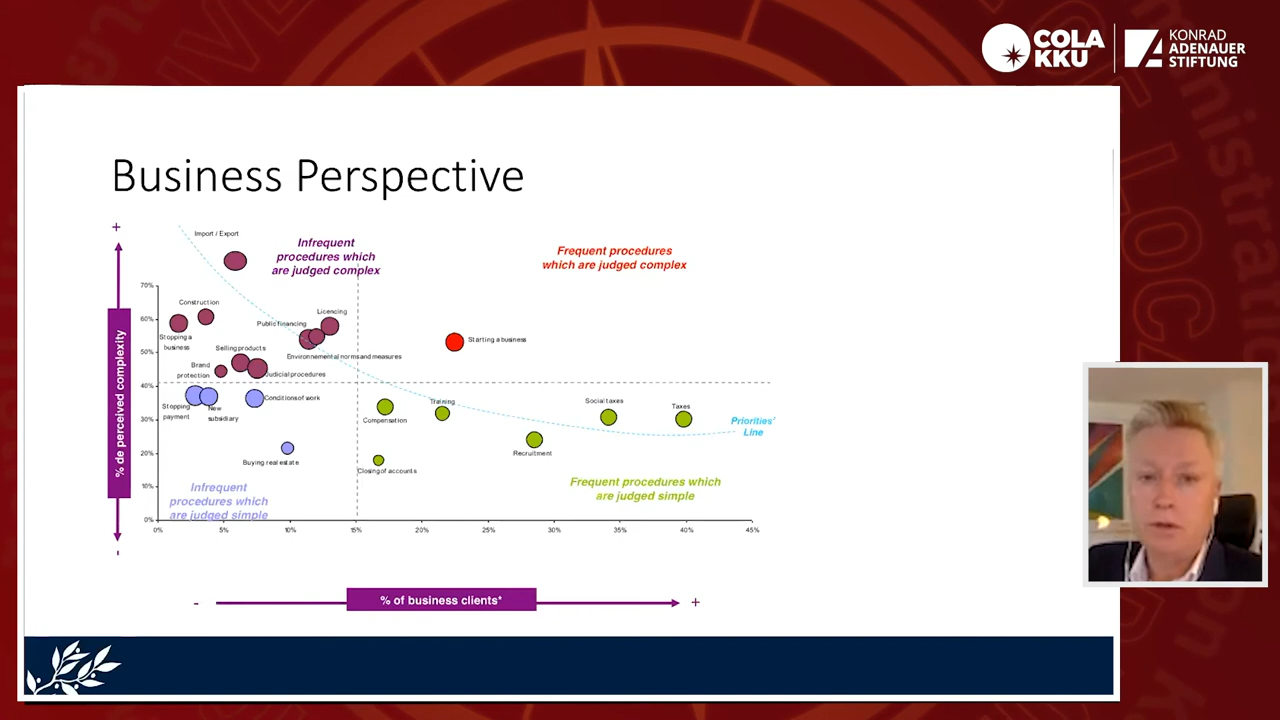 COLA
KKU
KONRAD
ADENAUER
STIFTUNG
Business Perspective
+
% de perceived complexity
-
Import / Export
Infrequent
procedures which
are judged complex
Frequent procedures
which are judged complex
70%
60%
50%
40%
30%
20%
10%
0%
Construction
Stopping a
business
Public financing
Licencing
Environnemental norms and measures
Selling products
Brand
protection
Judicial procedures
Starting a business
Stopping
payment
New
subsidiary
Conditions of work
Buying real estate
Compensation
Training
Closing of accounts
Recruitment
Social taxes
Taxes
Priorities'
Line
Infrequent
procedures which
are judged simple
Frequent procedures which
are judged simple
0%
5%
10%
15%
20%
25%
30%
35%
40%
45%
-
% of business clients*
+